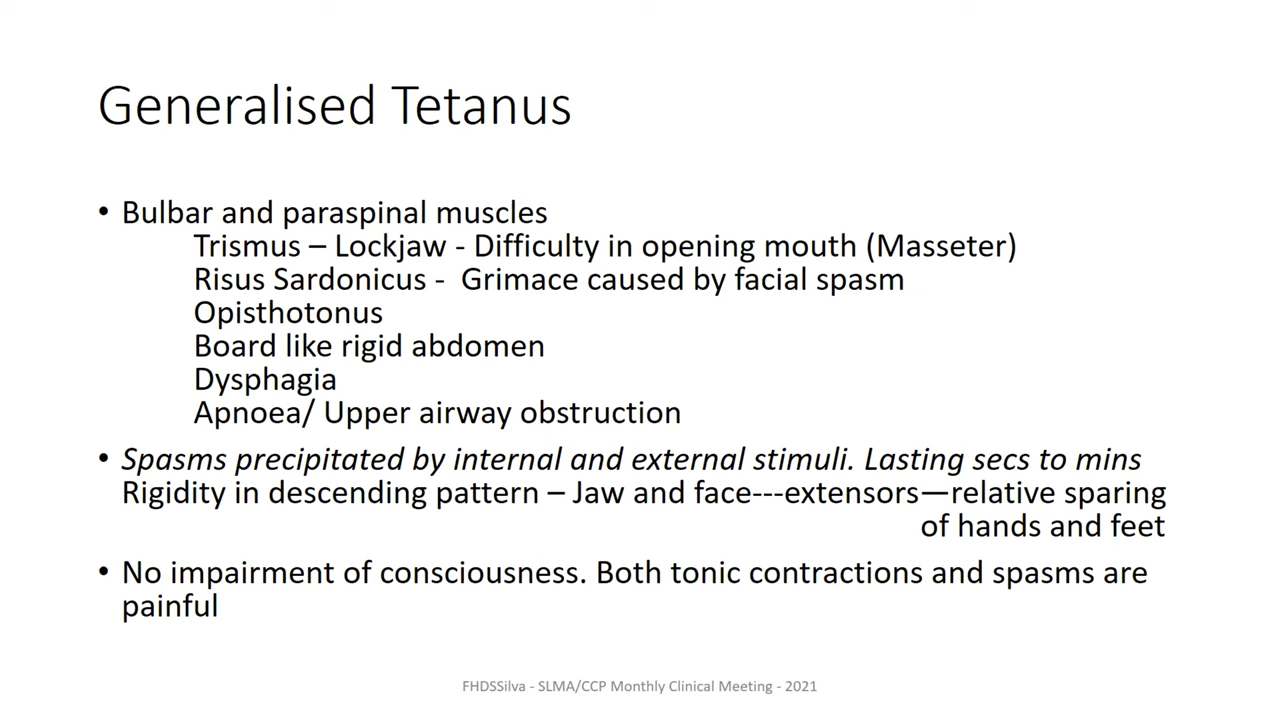 Generalised Tetanus
• Bulbar and paraspinal muscles
Trismus – Lockjaw - Difficulty in opening mouth (Masseter)
Risus Sardonicus -  Grimace caused by facial spasm
Opisthotonus
Board like rigid abdomen
Dysphagia
Apnoea/ Upper airway obstruction
• Spasms precipitated by internal and external stimuli. Lasting secs to mins
Rigidity in descending pattern – Jaw and face---extensors—relative sparing
of hands and feet
• No impairment of consciousness. Both tonic contractions and spasms are
painful
FHDSSilva - SLMA/CCP Monthly Clinical Meeting - 2021